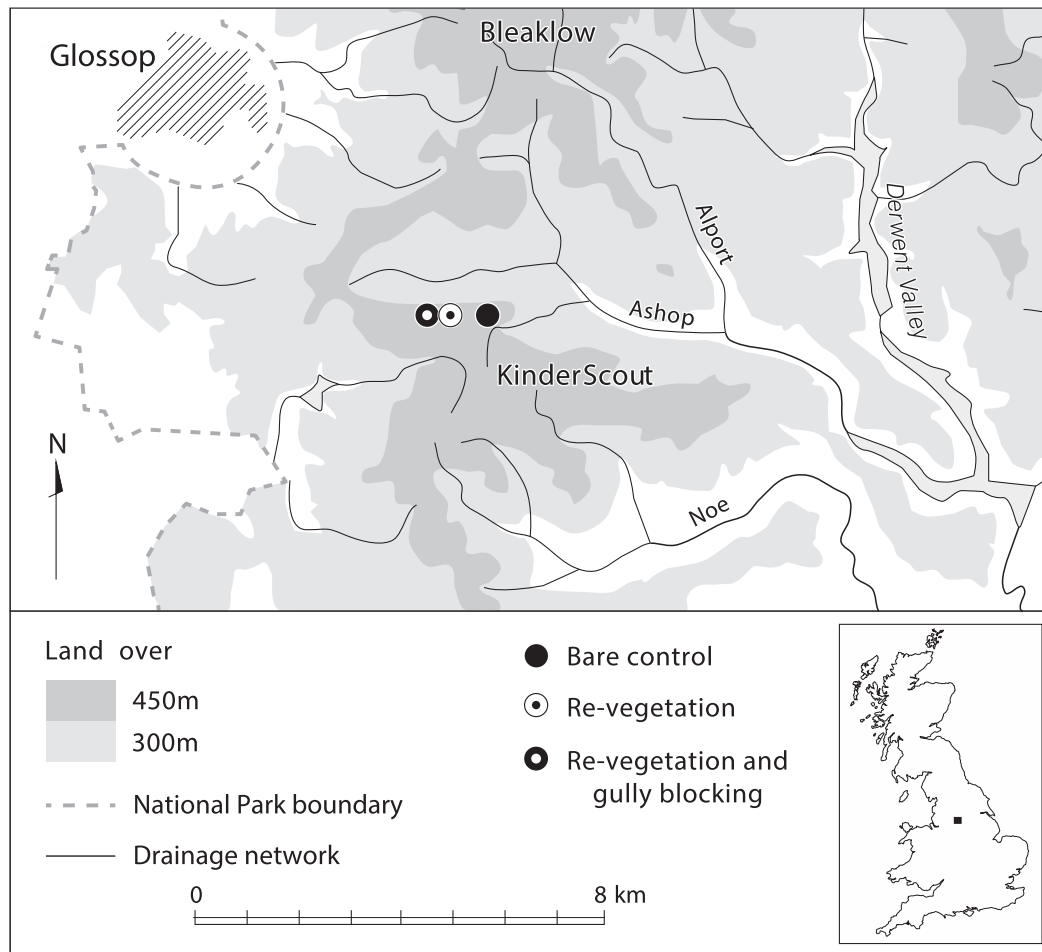 Bleaklow
Glossop
Derwent Valley
Alport
Ashop
KinderScout
N
Noe
Land over
450m
300m
National Park boundary
Drainage network
Bare control
Re-vegetation
Re-vegetation and
gully blocking
0
8 km